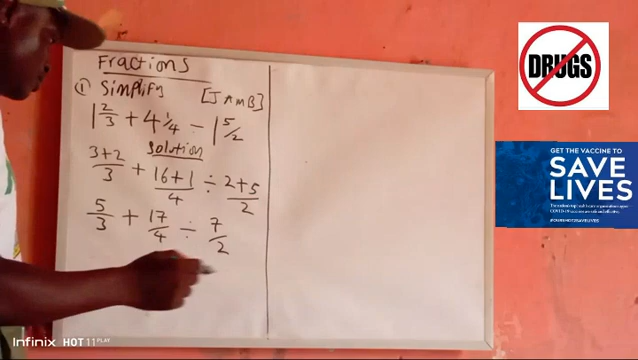 Fractions
① Simplify [JAMB]
1 2/3 + 4 1/4 ÷ 1 5/2
Solution
3+2/3 + 16+1/4 ÷ 2+5/2
5/3 + 17/4 ÷ 7/2
DRUGS
GET THE VACCINE TO
SAVE
LIVES
Infinix HOT 11 PLAY